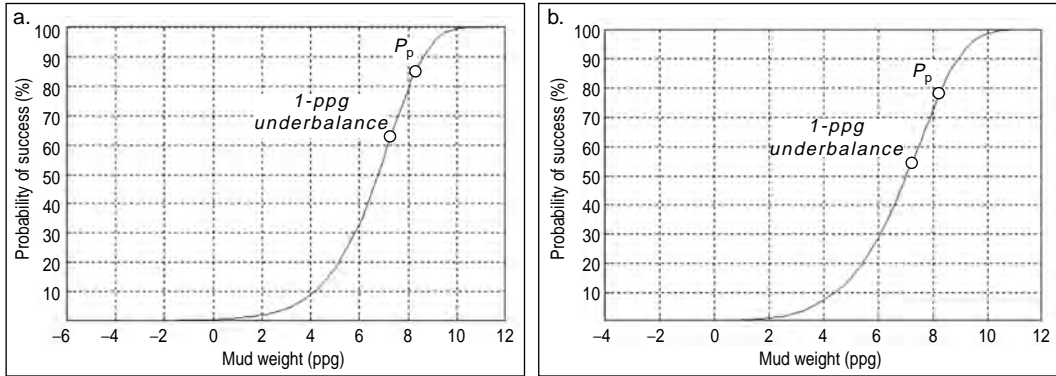 a.
Probability of success (%)
100
90
80
70
60
50
40
30
20
10
P_p
1-ppg
underbalance
–6 –4 –2 0 2 4 6 8 10 12
Mud weight (ppg)
b.
Probability of success (%)
100
90
80
70
60
50
40
30
20
10
P_p
1-ppg
underbalance
–4 –2 0 2 4 6 8 10 12
Mud weight (ppg)